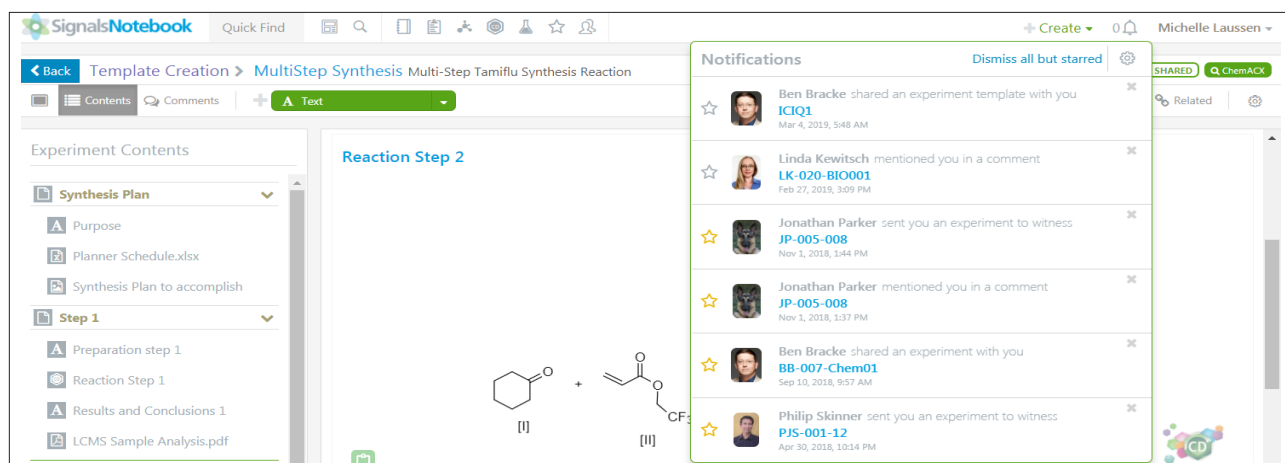 SignalsNotebook Quick Find + Create 0 Michelle Laussen
Back Template Creation > MultiStep Synthesis Multi-Step Tamiflu Synthesis Reaction
SHARED ChemACX
Contents Comments A Text Related
Experiment Contents
Synthesis Plan
A Purpose
Planner Schedule.xlsx
Synthesis Plan to accomplish
Step 1
A Preparation step 1
Reaction Step 1
A Results and Conclusions 1
LCMS Sample Analysis.pdf
Reaction Step 2
O + O
O
CF3
[I] [II]
Notifications Dismiss all but starred
Ben Bracke shared an experiment template with you
ICIQ1
Mar 4, 2019, 5:48 AM
Linda Kewitsch mentioned you in a comment
LK-020-BIO001
Feb 27, 2019, 3:09 PM
Jonathan Parker sent you an experiment to witness
JP-005-008
Nov 1, 2018, 1:44 PM
Jonathan Parker mentioned you in a comment
JP-005-008
Nov 1, 2018, 1:37 PM
Ben Bracke shared an experiment with you
BB-007-Chem01
Sep 10, 2018, 9:57 AM
Philip Skinner sent you an experiment to witness
PJS-001-12
Apr 30, 2018, 10:14 PM
CD